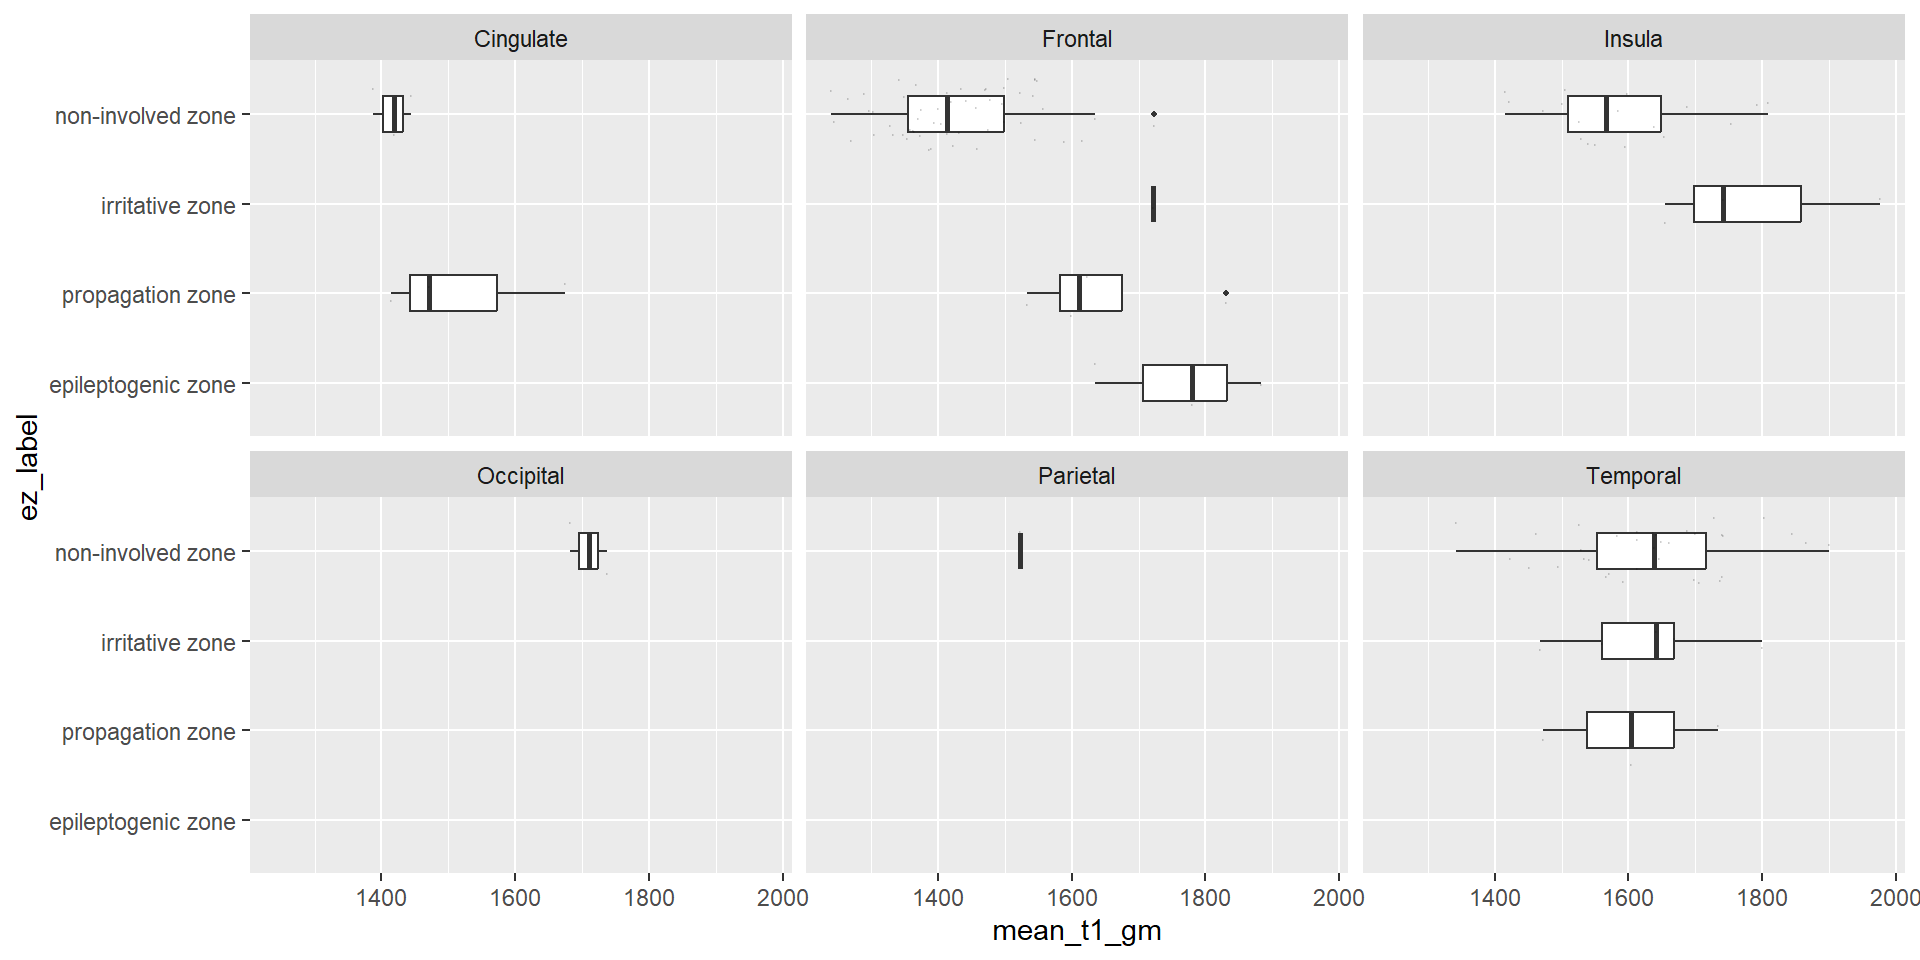 Cingulate Frontal Insula
non-involved zone
irritative zone
propagation zone
epileptogenic zone
ez_label
Occipital Parietal Temporal
non-involved zone
irritative zone
propagation zone
epileptogenic zone
1400 1600 1800 2000 1400 1600 1800 2000 1400 1600 1800 2000
mean_t1_gm